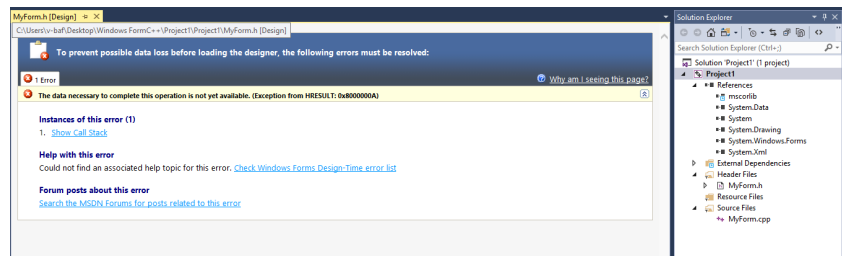 MyForm.h [Design]
C:\Users\v-baf\Desktop\Windows FormC++\Project1\Project1\MyForm.h [Design]
To prevent possible data loss before loading the designer, the following errors must be resolved:
1 Error
Why am I seeing this page?
The data necessary to complete this operation is not yet available. (Exception from HRESULT: 0x8000000A)
Instances of this error (1)
1. Show Call Stack
Help with this error
Could not find an associated help topic for this error. Check Windows Forms Design-Time error list
Forum posts about this error
Search the MSDN Forums for posts related to this error
Solution Explorer
Search Solution Explorer (Ctrl+;)
Solution 'Project1' (1 project)
Project1
References
mscorlib
System.Data
System
System.Drawing
System.Windows.Forms
System.Xml
External Dependencies
Header Files
MyForm.h
Resource Files
Source Files
MyForm.cpp